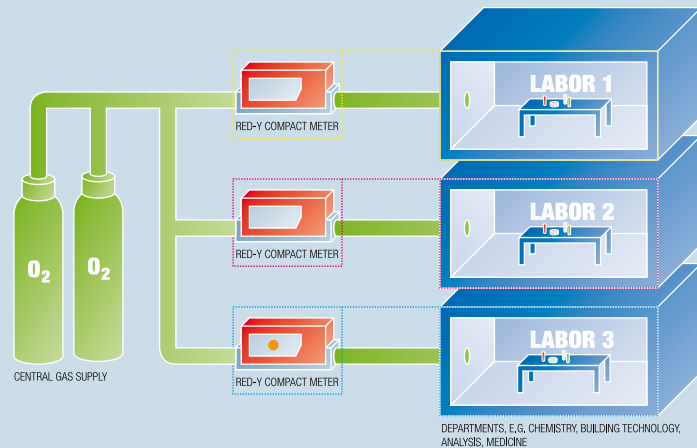 LABOR 1
RED-Y COMPACT METER
LABOR 2
O₂
O₂
RED-Y COMPACT METER
LABOR 3
CENTRAL GAS SUPPLY
RED-Y COMPACT METER
DEPARTMENTS, E,G, CHEMISTRY, BUILDING TECHNOLOGY,
ANALYSIS, MEDICINE